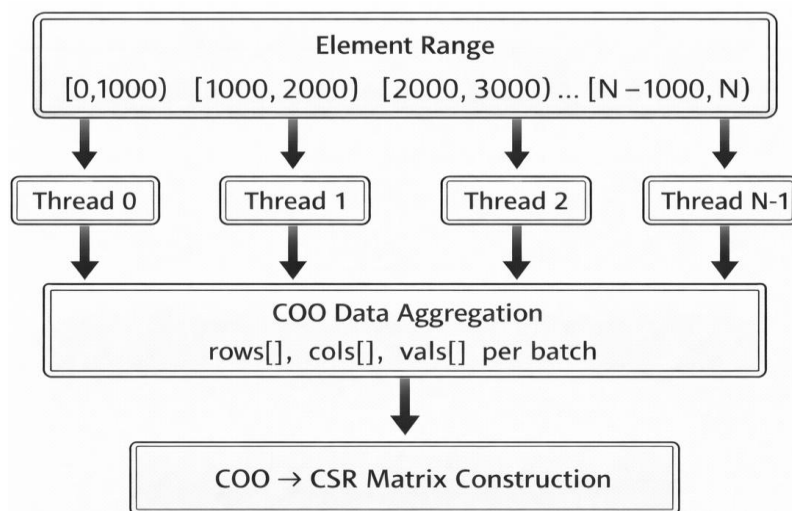 Element Range
[0,1000) [1000, 2000) [2000, 3000) ... [N – 1000, N)
Thread 0 Thread 1 Thread 2 Thread N-1
COO Data Aggregation
rows[], cols[], vals[] per batch
COO → CSR Matrix Construction